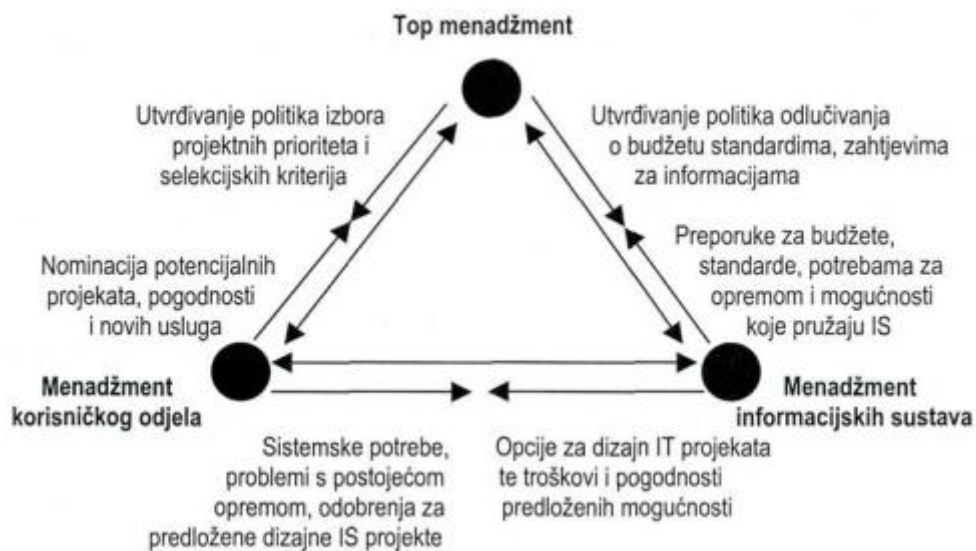 Top menadžment
Utvrđivanje politika izbora
projektnih prioriteta i
selekcijskih kriterija
Utvrđivanje politika odlučivanja
o budžetu standardima, zahtjevima
za informacijama
Nominacija potencijalnih
projekata, pogodnosti
i novih usluga
Preporuke za budžete,
standarde, potrebama za
opremom i mogućnosti
koje pružaju IS
Menadžment
korisničkog odjela
Menadžment
informacijskih sustava
Sistemske potrebe,
problemi s postojećom
opremom, odobrenja za
predložene dizajne IS projekte
Opcije za dizajn IT projekata
te troškovi i pogodnosti
predloženih mogućnosti